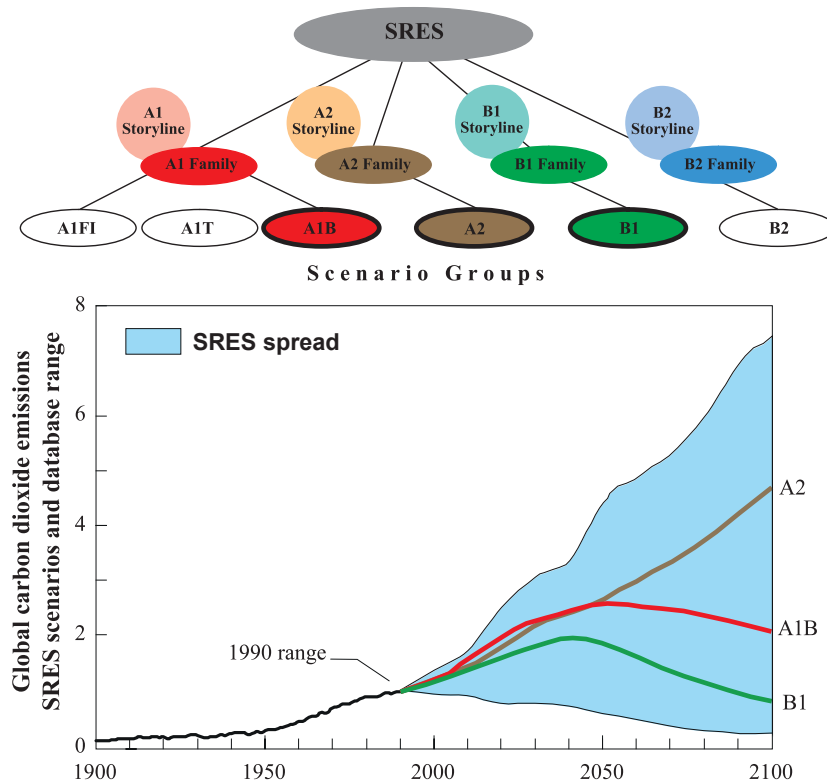 SRES
A1
Storyline
A2
Storyline
B1
Storyline
B2
Storyline
A1 Family
A2 Family
B1 Family
B2 Family
A1FI
A1T
A1B
A2
B1
B2
Scenario Groups
Global carbon dioxide emissions
SRES scenarios and database range
8
6
4
2
0
SRES spread
1990 range
A2
A1B
B1
1900
1950
2000
2050
2100